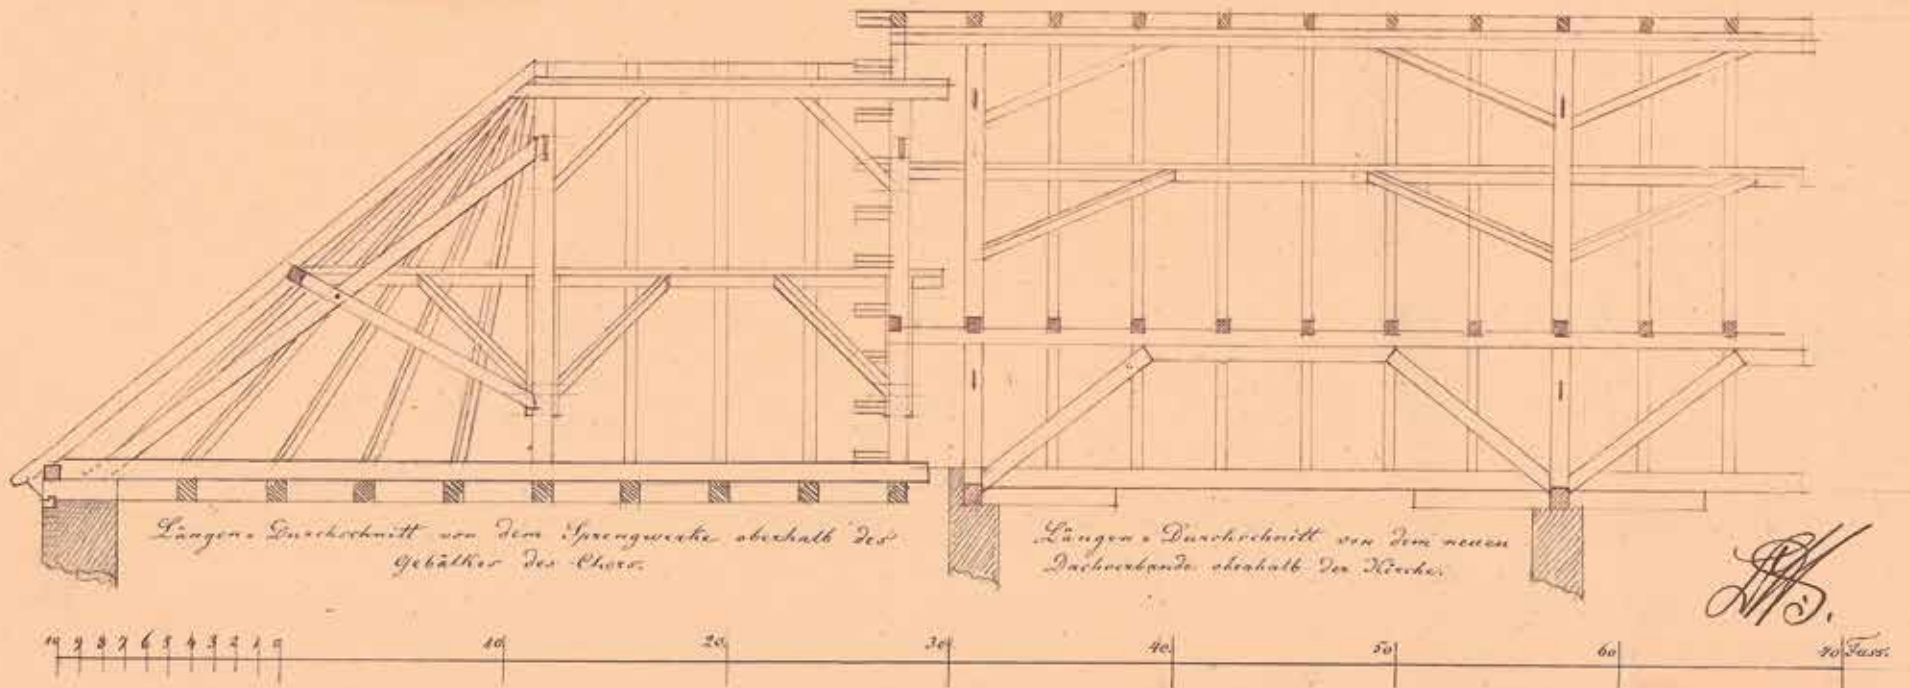 Längen = Durchschnitt von dem Sprengwerke oberhalb des
Gebälkes des Chors.
Längen = Durchschnitt von dem neuen
Dachverbande oberhalb der Kirche.
10 9 8 7 6 5 4 3 2 1 0 10 20 30 40 50 60 70 Fuss.